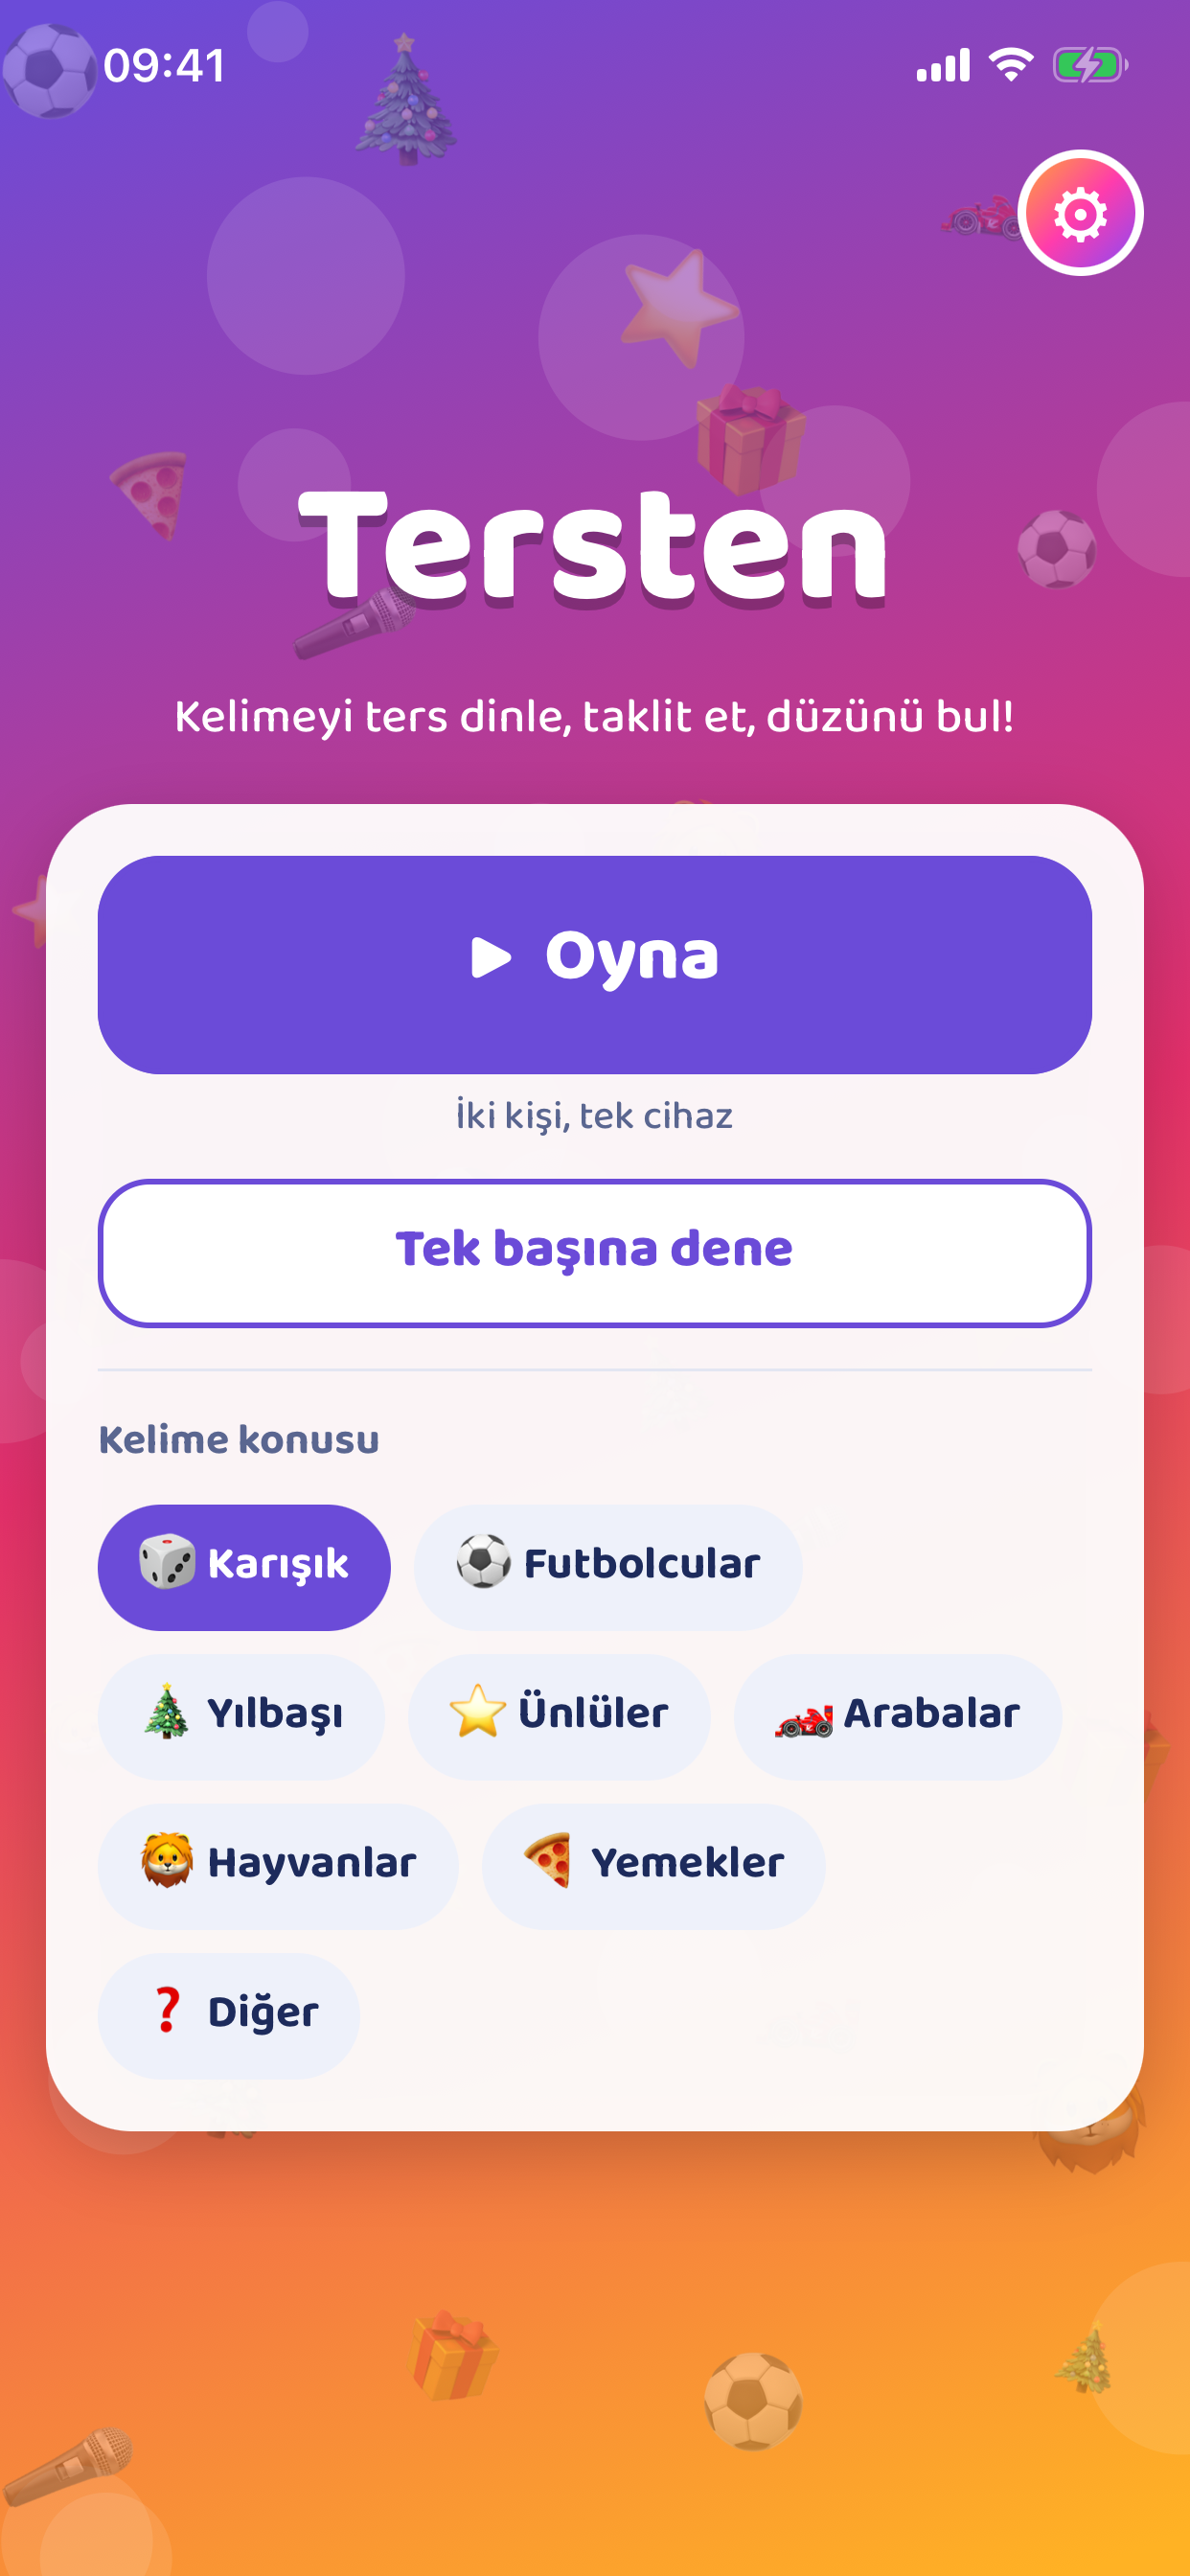 09:41
Tersten
Kelimeyi ters dinle, taklit et, düzünü bul!
Oyna
İki kişi, tek cihaz
Tek başına dene
Kelime konusu
Karışık
Futbolcular
Yılbaşı
Ünlüler
Arabalar
Hayvanlar
Yemekler
❓ Diğer